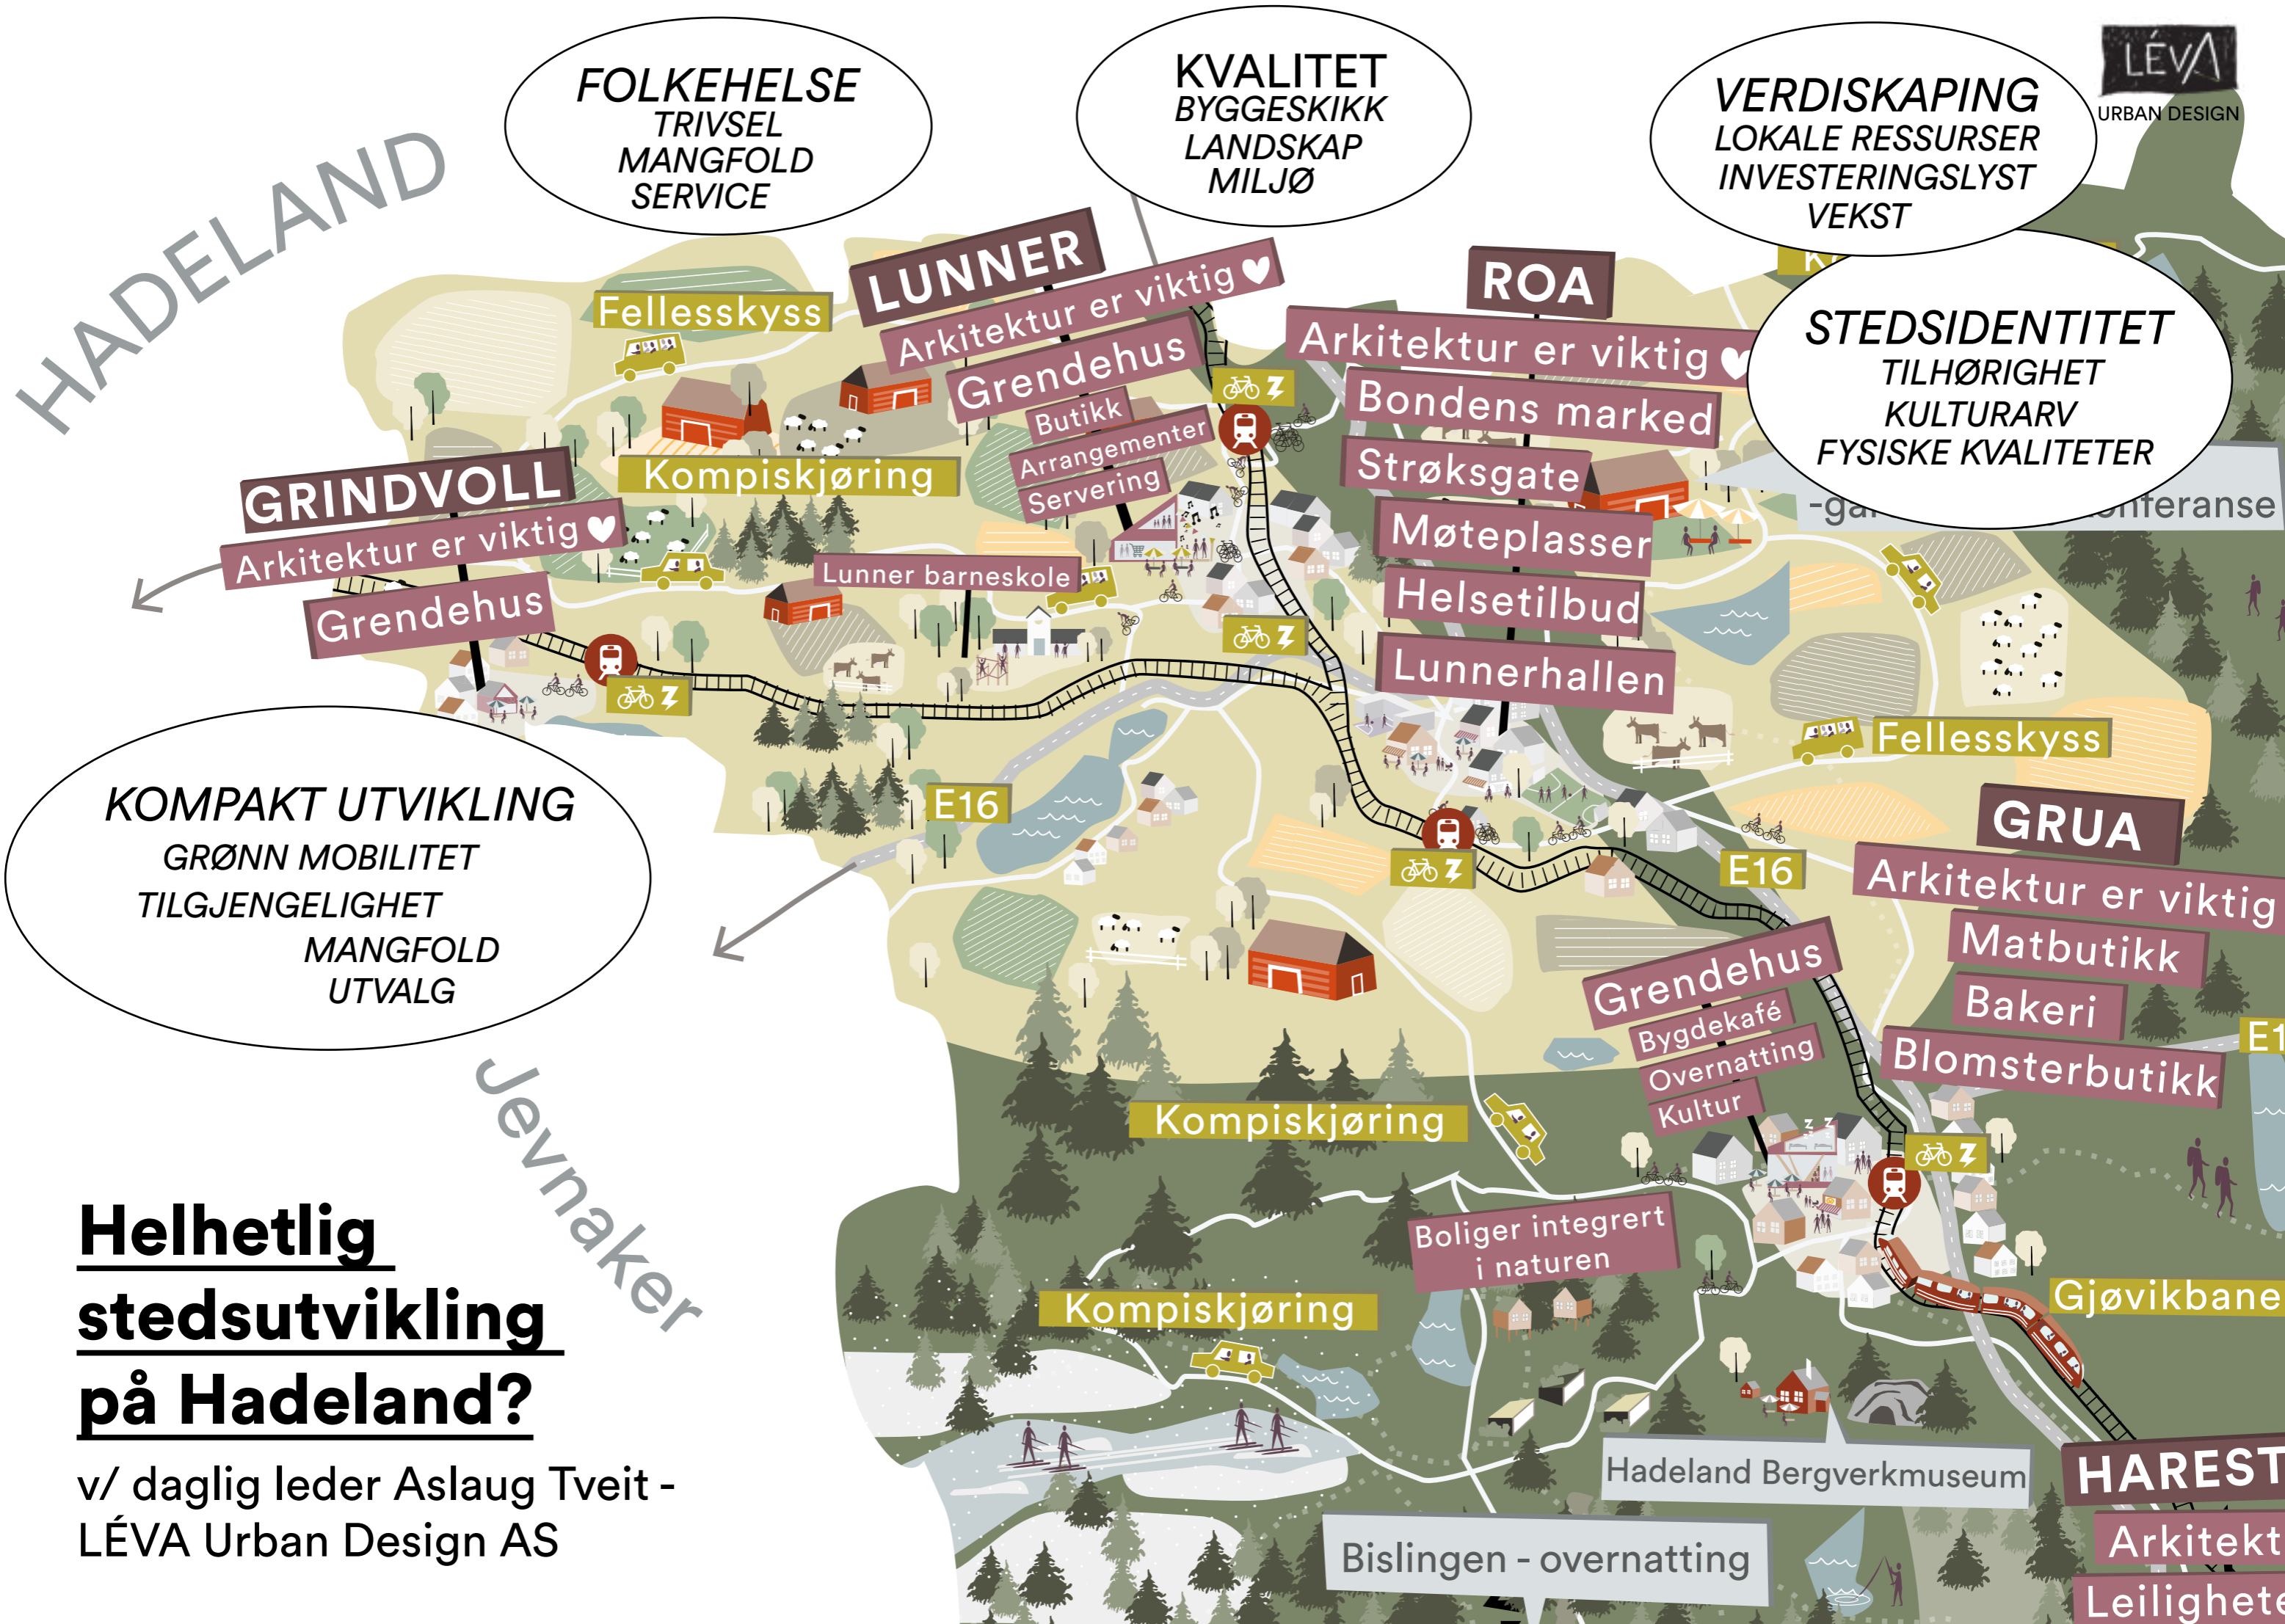 FOLKEHELSE
TRIVSEL
MANGFOLD
SERVICE
KVALITET
BYGGESKIKK
LANDSKAP
MILJØ
VERDISKAPING
LOKALE RESSURSER
INVESTERINGSLYST
VEKST
LÉVA
URBAN DESIGN
STEDSIDENTITET
TILHØRIGHET
KULTURARV
FYSISKE KVALITETER
HADELAND
Fellesskyss
LUNNER
Arkitektur er viktig
Grendehus
Butikk
Arrangementer
Servering
ROA
Arkitektur er viktig
Bondens marked
Strøksgate
Møteplasser
Helsetilbud
Lunnerhallen
Kompiskjøring
GRINDVOLL
Arkitektur er viktig
Grendehus
Lunner barneskole
Fellesskyss
KOMPAKT UTVIKLING
GRØNN MOBILITET
TILGJENGELIGHET
MANGFOLD
UTVALG
E16
E16
GRUA
Arkitektur er viktig
Matbutikk
Bakeri
Blomsterbutikk
Grendehus
Bygdekafé
Overnatting
Kultur
Kompiskjøring
Jevnaker
Boliger integrert
i naturen
Kompiskjøring
Gjøvikbane
Helhetlig
stedsutvikling
på Hadeland?
v/ daglig leder Aslaug Tveit -
LÉVA Urban Design AS
Hadeland Bergverkmuseum
Bislingen - overnatting
HAREST
Arkitekt
Leilighete